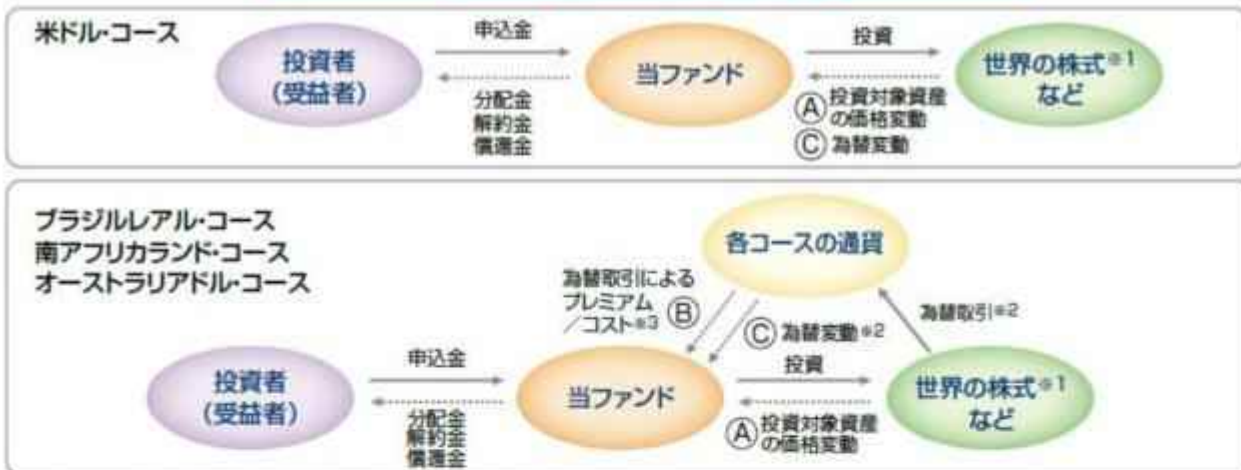 米ドル・コース
申込金
投資
投資者
（受益者）
当ファンド
世界の株式※1
など
分配金
解約金
償還金
Ⓐ投資対象資産
の価格変動
Ⓒ為替変動
ブラジルレアル・コース
南アフリカランド・コース
オーストラリアドル・コース
各コースの通貨
為替取引による
プレミアム
／コスト※3
Ⓑ
Ⓒ為替変動※2
為替取引※2
申込金
投資
投資者
（受益者）
当ファンド
世界の株式※1
など
分配金
解約金
償還金
Ⓐ投資対象資産
の価格変動